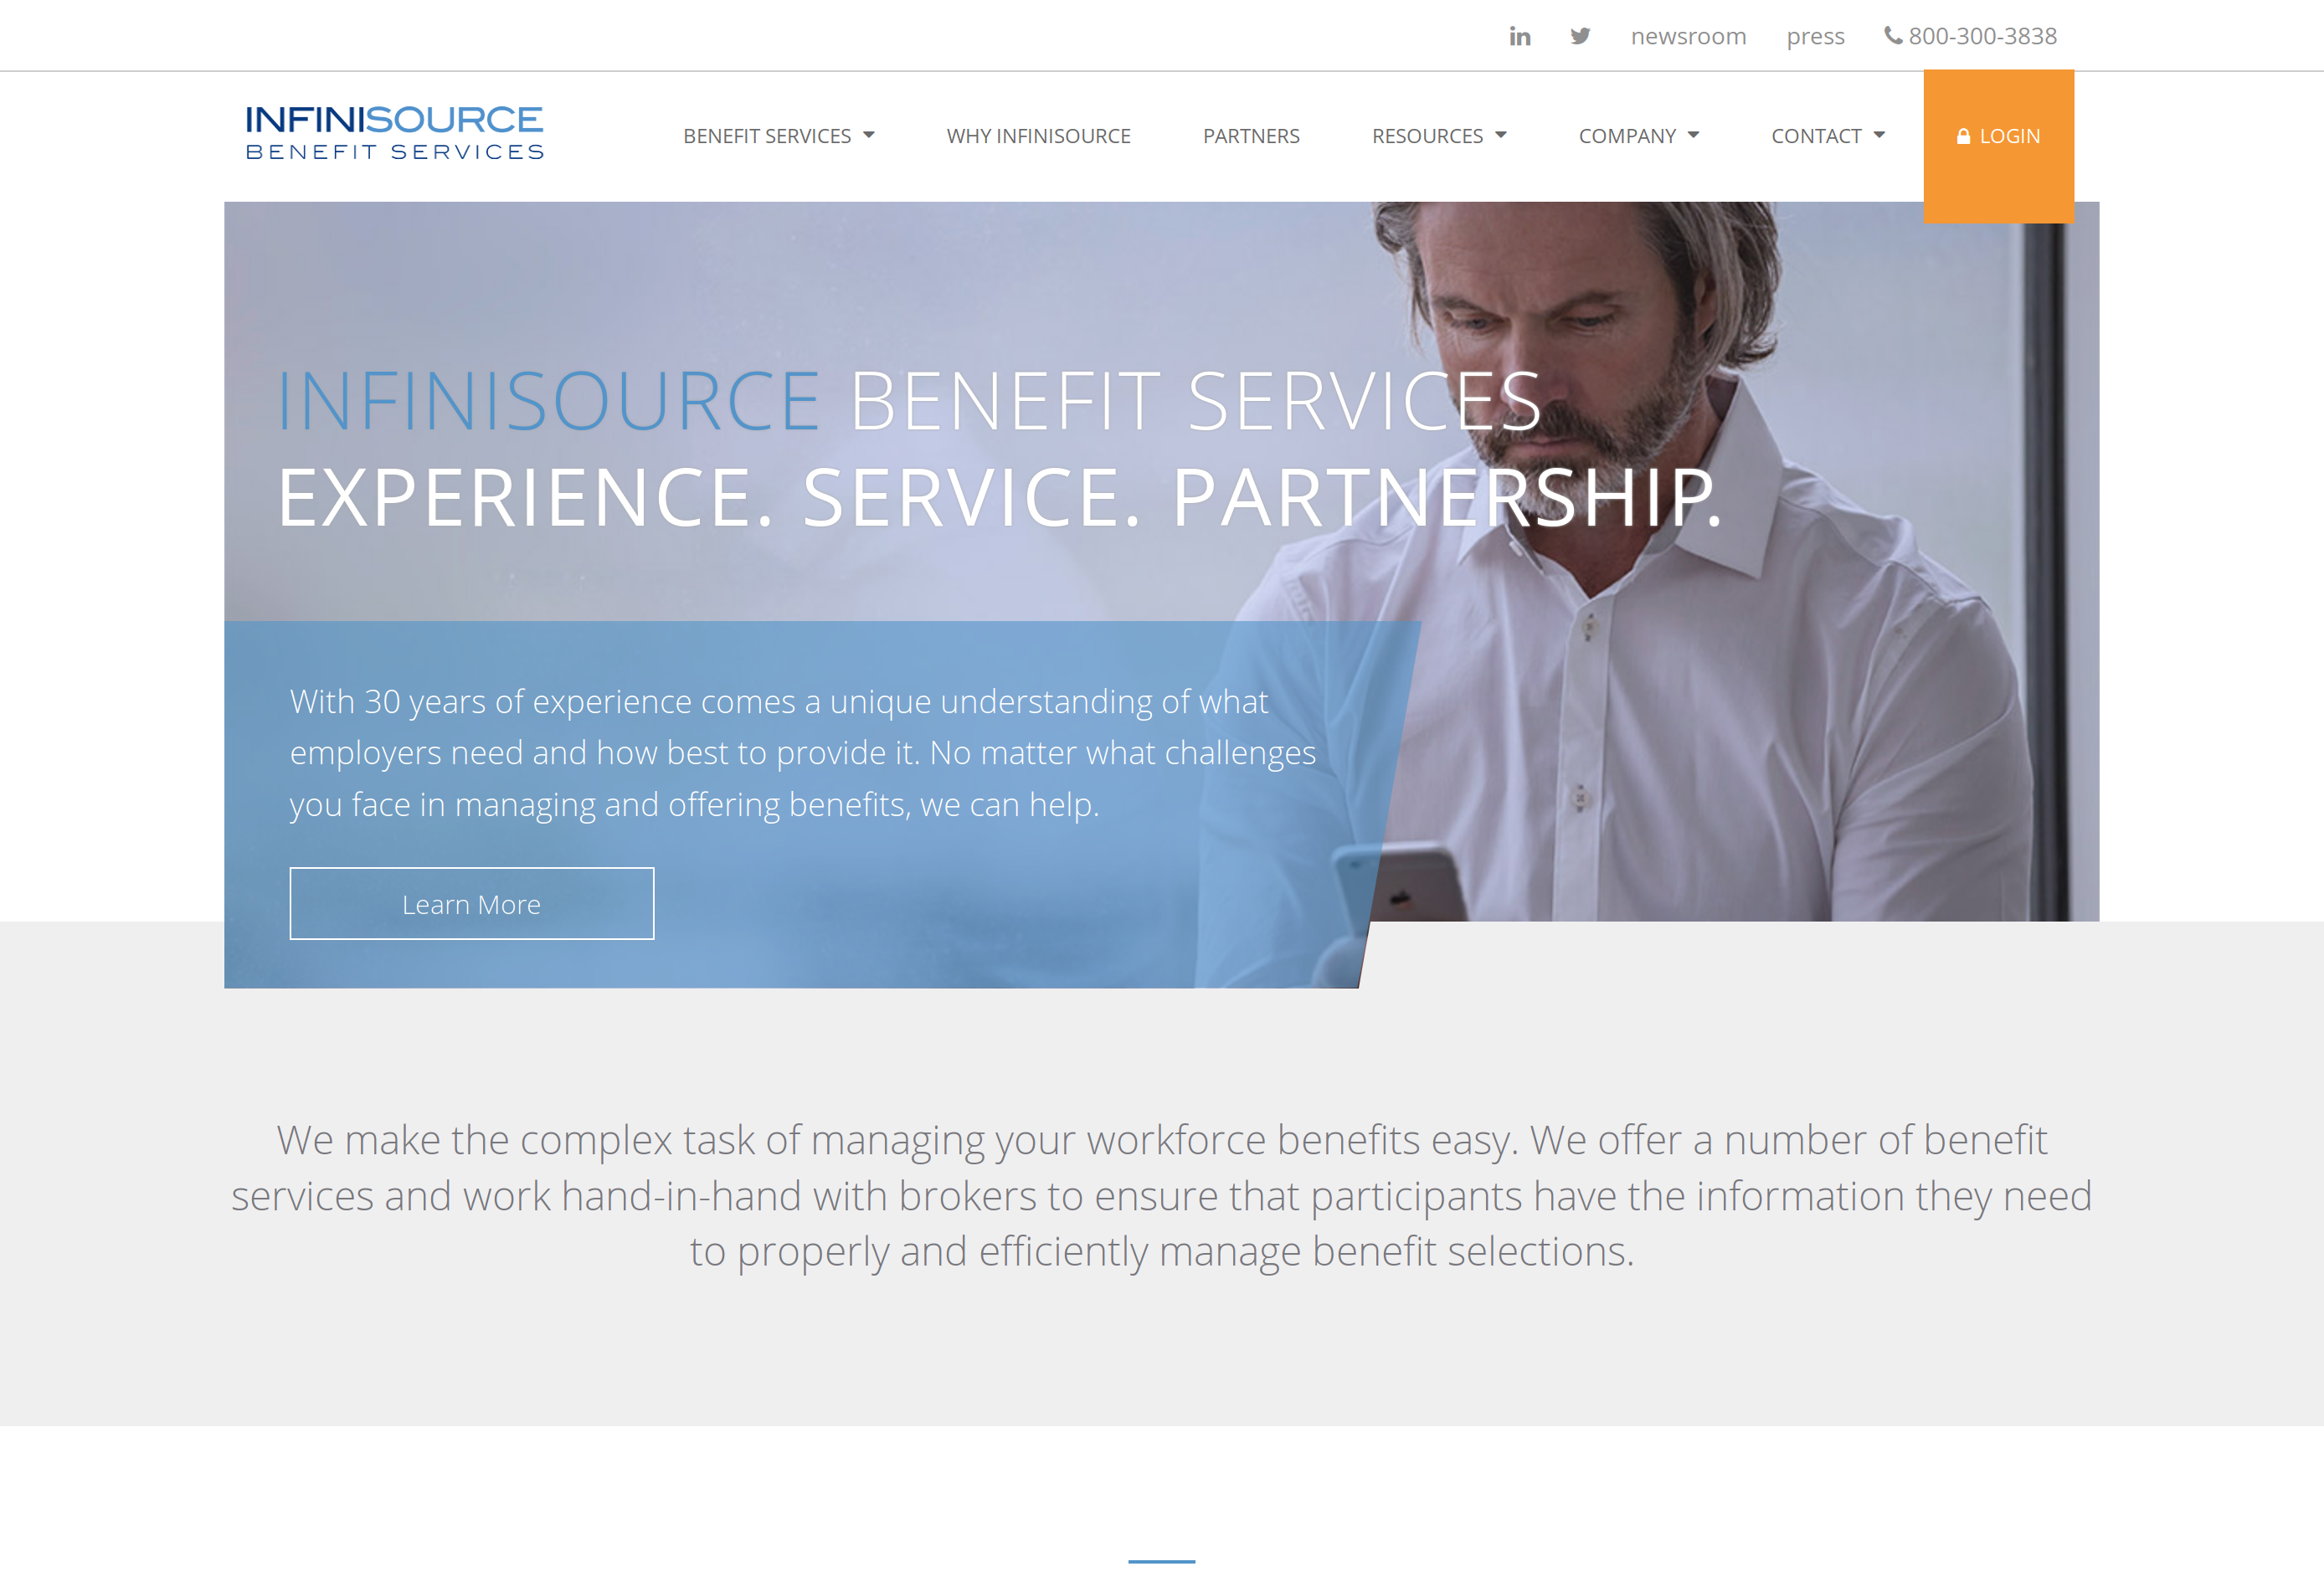 newsroom press 800-300-3838
INFINISOURCE
BENEFIT SERVICES
BENEFIT SERVICES WHY INFINISOURCE PARTNERS RESOURCES COMPANY CONTACT LOGIN
INFINISOURCE BENEFIT SERVICES
EXPERIENCE. SERVICE. PARTNERSHIP.
With 30 years of experience comes a unique understanding of what
employers need and how best to provide it. No matter what challenges
you face in managing and offering benefits, we can help.
Learn More
We make the complex task of managing your workforce benefits easy. We offer a number of benefit
services and work hand-in-hand with brokers to ensure that participants have the information they need
to properly and efficiently manage benefit selections.